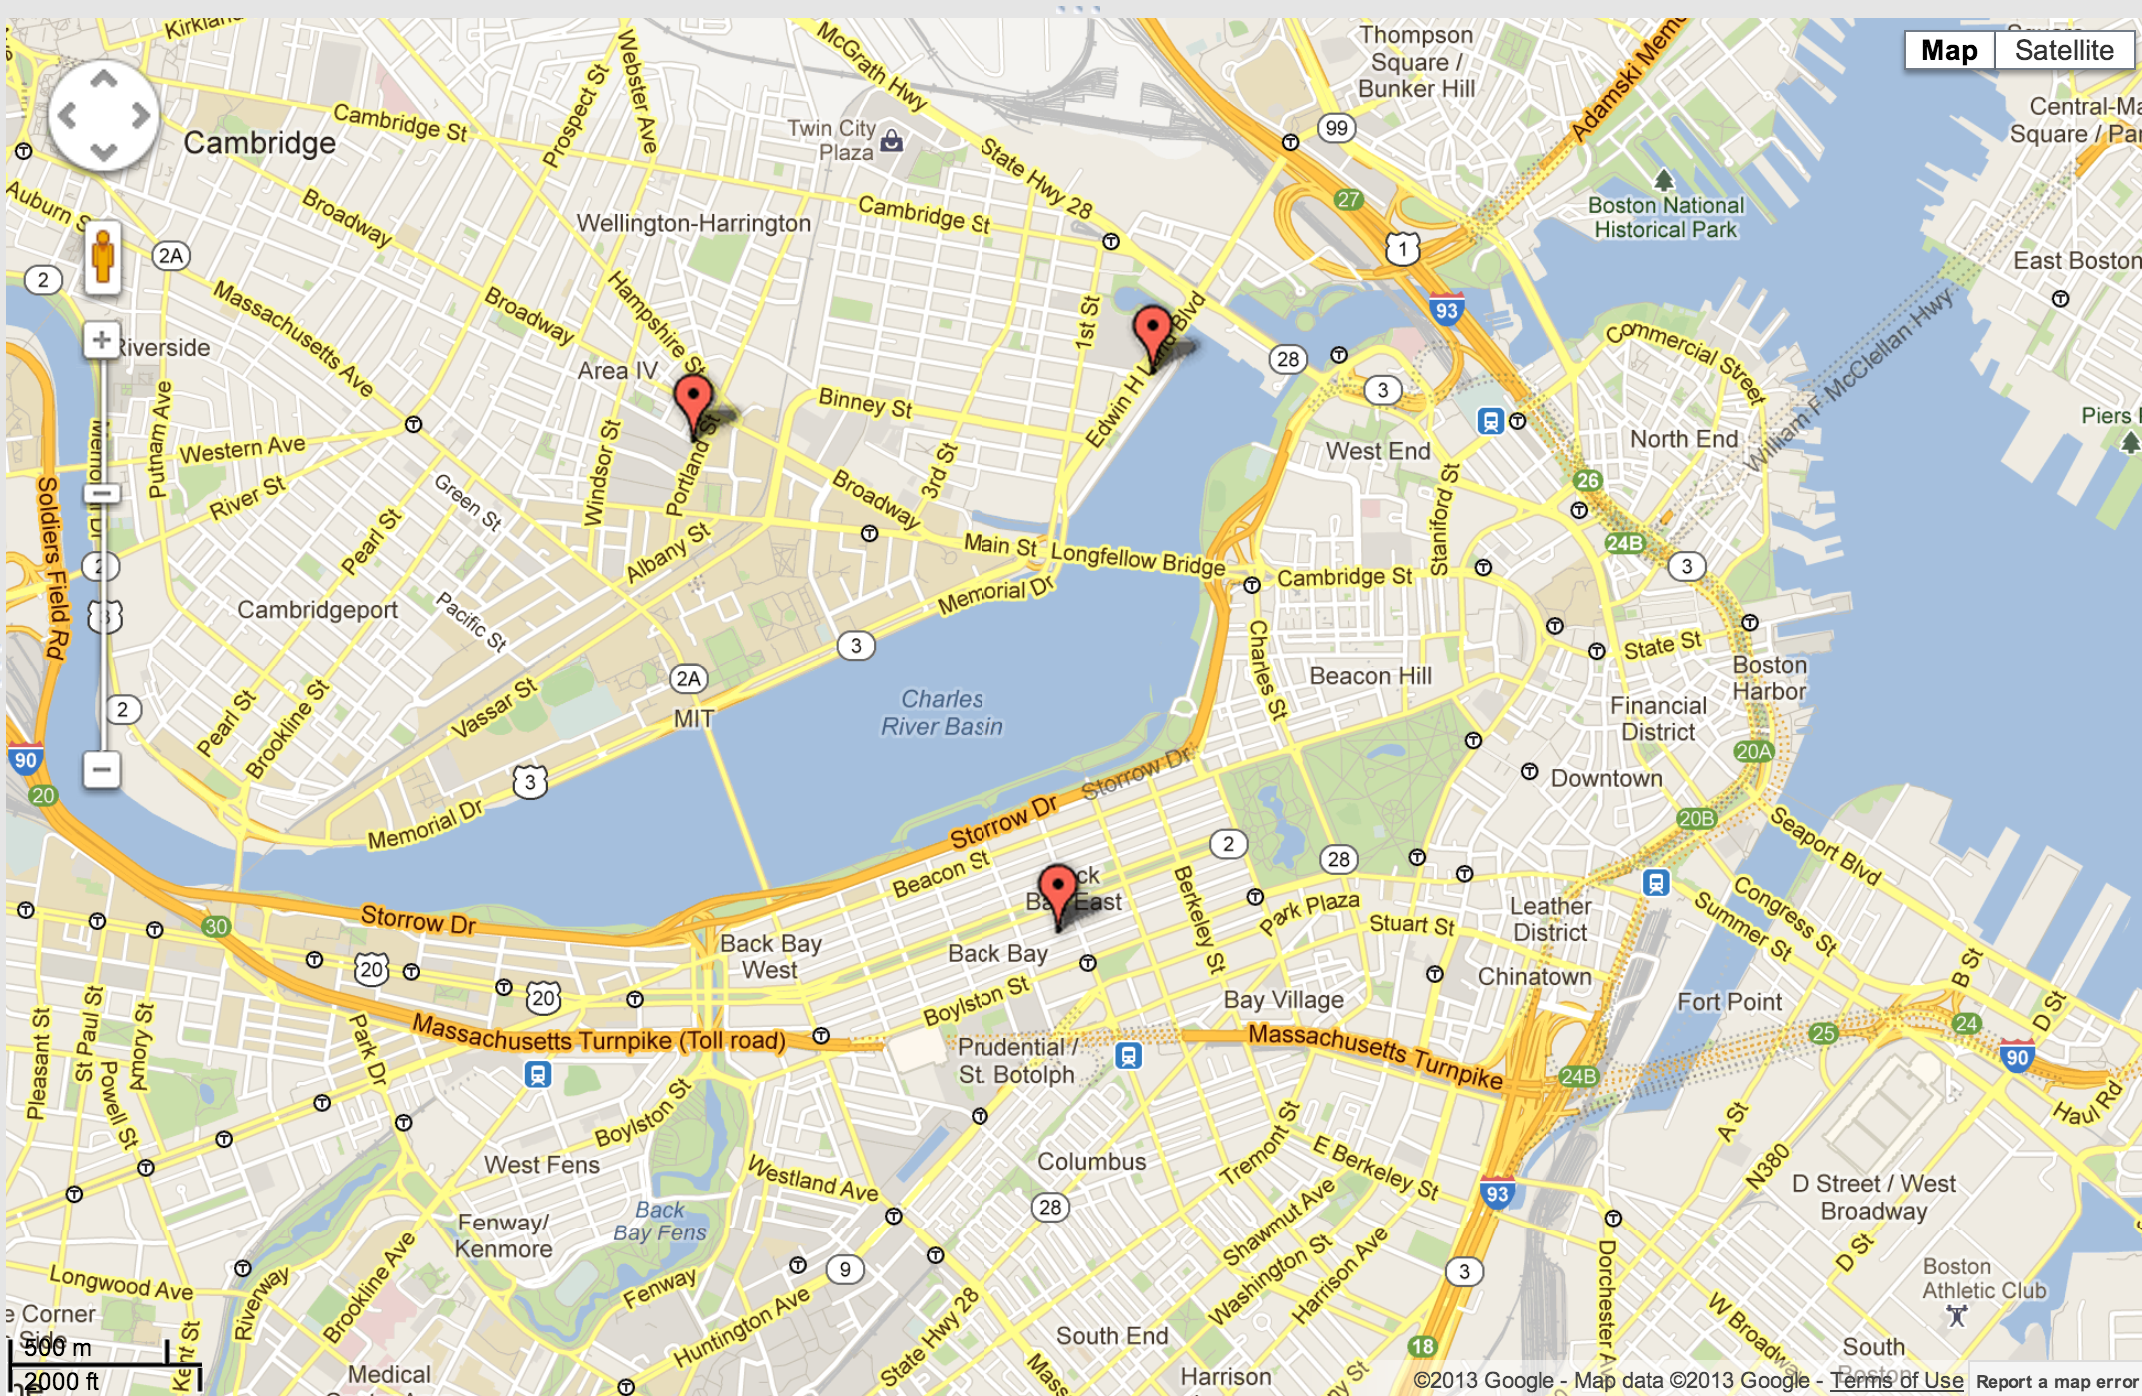 Kirkland
McGrath Hwy
Webster Ave
Prospect St
Thompson
Square /
Bunker Hill
Adamski Memo
Map
Satellite
Central-Ma
Square / Par
Cambridge St
Cambridge
Twin City
Plaza
99
State Hwy 28
27
Boston National
Historical Park
Auburn S
Broadway
Wellington-Harrington
Cambridge St
2A
1
East Boston
2
Massachusetts Ave
Broadway
Hampshire St
1st St
93
William F McClellan Hwy
Commercial Street
Riverside
Area IV
28
3
Putnam Ave
Binney St
Edwin H L
nd Blvd
Piers
Western Ave
Windsor St
Portland St
3rd St
West End
North End
River St
Green St
Broadway
Staniford St
26
Soldiers Field Rd
Pearl St
Albany St
Main St
Longfellow Bridge
24B
3
Cambridge St
2
3
Cambridgeport
Pacific St
Memorial Dr
3
Charles St
State St
Boston
Harbor
2A
MIT
Charles
River Basin
Beacon Hill
Financial
District
2
Pearl St
Brookline St
Vassar St
90
3
20
Storrow Dr
20A
Downtown
Memorial Dr
Storrow Dr
20B
Seaport Blvd
Beacon St
2
28
ck
Ba
East
Berkeley St
Park Plaza
Stuart St
Leather
District
Congress St
Summer St
30
Storrow Dr
Back Bay
West
Back Bay
20
20
Boylston St
Bay Village
Chinatown
Fort Point
B St
D St
Pleasant St
St Paul St
Amory St
Powell St
Park Dr
Massachusetts Turnpike (Toll road)
Prudential /
St. Botolph
Massachusetts Turnpike
24B
25
24
90
Haul Rd
Boylston St
West Fens
Westland Ave
Columbus
Tremont St
E Berkeley St
A St
N380
D Street / West
Broadway
93
28
Back
Bay Fens
Fenway/
Kenmore
Shawmut Ave
Washington St
Harrison Ave
D St
Longwood Ave
Riverway
Brookline Ave
Fenway
9
3
Dorchester Av
Boston
Athletic Club
e Corner
Side
Kent St
Huntington Ave
State Hwy 28
Mass
South End
W Broadway
18
South
Boston
500 m
2000 ft
Medical
Harrison
ny St
©2013 Google - Map data ©2013 Google - Terms of Use
Report a map error